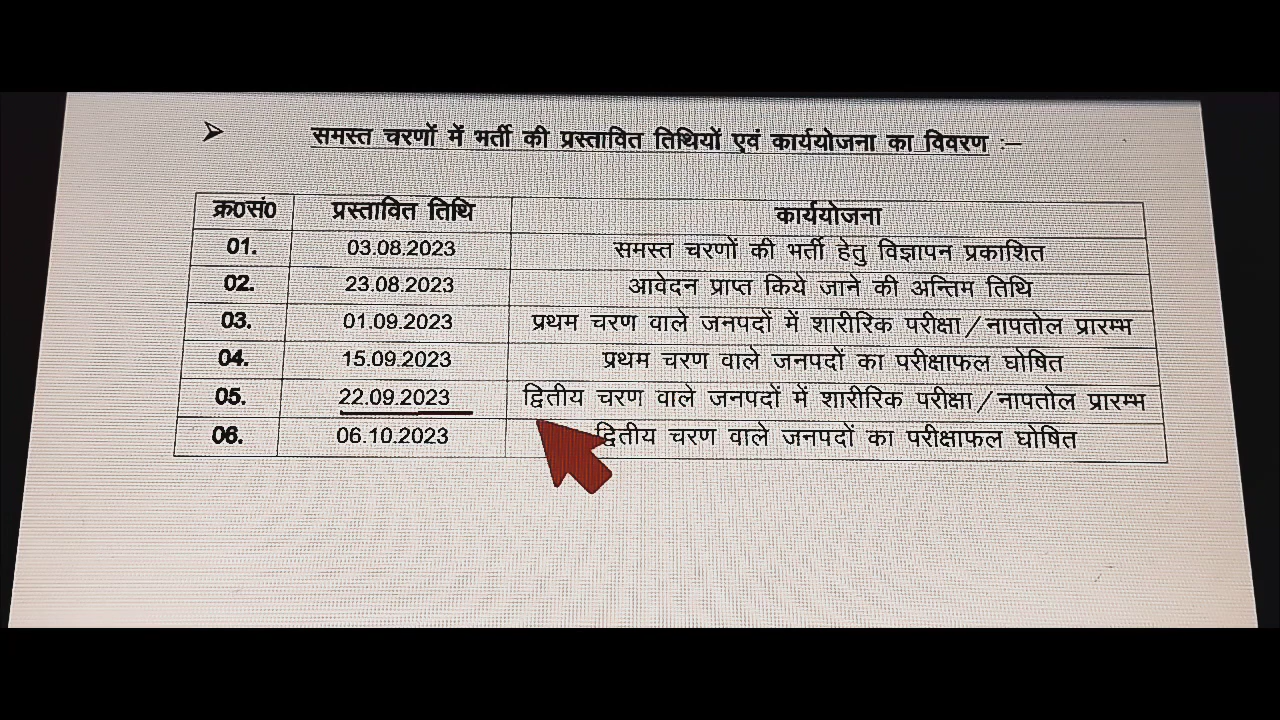 ➢ समस्त चरणों में भर्ती की प्रस्तावित तिथियों एवं कार्ययोजना का विवरण :–
क्र0सं0 प्रस्तावित तिथि कार्ययोजना
01. 03.08.2023 समस्त चरणों की भर्ती हेतु विज्ञापन प्रकाशित
02. 23.08.2023 आवेदन प्राप्त किये जाने की अन्तिम तिथि
03. 01.09.2023 प्रथम चरण वाले जनपदों में शारीरिक परीक्षा/नापतोल प्रारम्भ
04. 15.09.2023 प्रथम चरण वाले जनपदों का परीक्षाफल घोषित
05. 22.09.2023 द्वितीय चरण वाले जनपदों में शारीरिक परीक्षा/नापतोल प्रारम्भ
06. 06.10.2023 द्वितीय चरण वाले जनपदों का परीक्षाफल घोषित